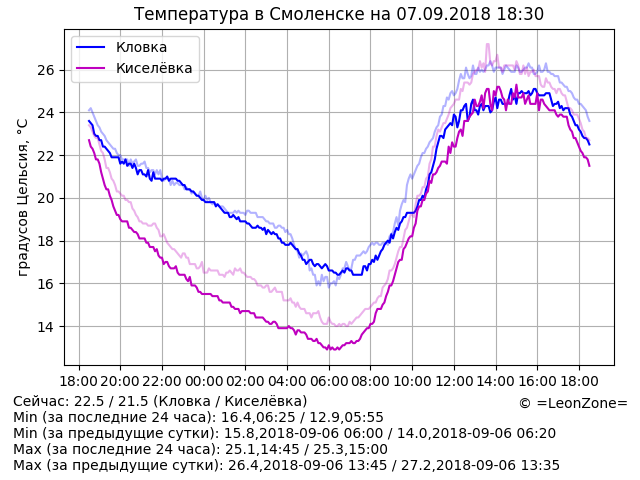 Температура в Смоленске на 07.09.2018 18:30
Кловка
Киселёвка
градусов Цельсия, °C
26
24
22
20
18
16
14
18:00 20:00 22:00 00:00 02:00 04:00 06:00 08:00 10:00 12:00 14:00 16:00 18:00
Сейчас: 22.5 / 21.5 (Кловка / Киселёвка)
© =LeonZone=
Min (за последние 24 часа): 16.4,06:25 / 12.9,05:55
Min (за предыдущие сутки): 15.8,2018-09-06 06:00 / 14.0,2018-09-06 06:20
Max (за последние 24 часа): 25.1,14:45 / 25.3,15:00
Max (за предыдущие сутки): 26.4,2018-09-06 13:45 / 27.2,2018-09-06 13:35